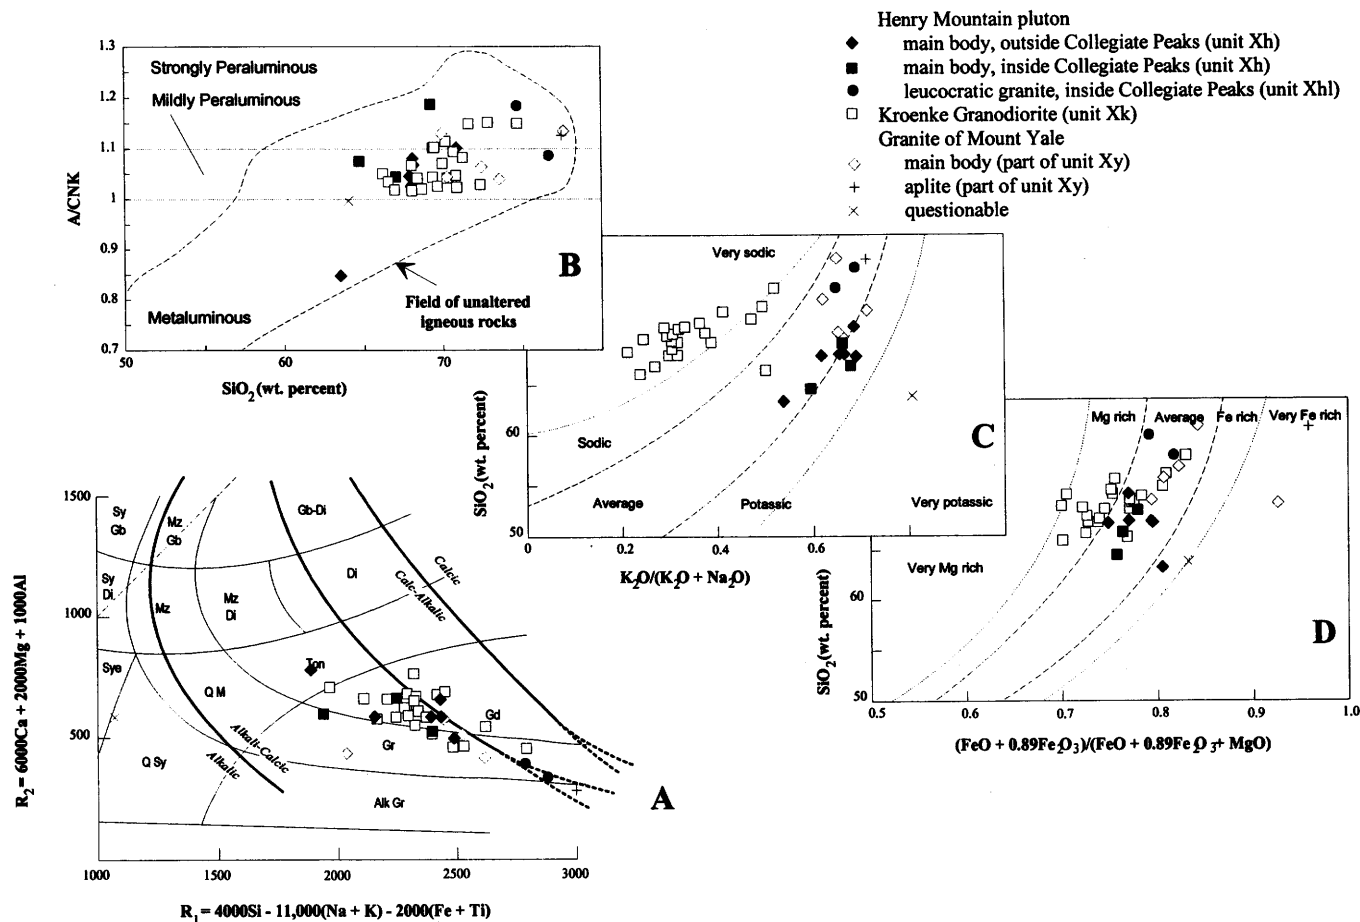 Henry Mountain pluton
main body, outside Collegiate Peaks (unit Xh)
main body, inside Collegiate Peaks (unit Xh)
leucocratic granite, inside Collegiate Peaks (unit Xhl)
Kroenke Granodiorite (unit Xk)
Granite of Mount Yale
main body (part of unit Xy)
aplite (part of unit Xy)
questionable
1.3
1.2
1.1
1
0.9
0.8
0.7
A/CNK
Strongly Peraluminous
Mildly Peraluminous
Metaluminous
B
Field of unaltered
igneous rocks
50
60
70
SiO2 (wt. percent)
Very sodic
Sodic
Average
Potassic
Very potassic
C
60
50
SiO2 (wt. percent)
0
0.2
0.4
0.6
K2O/(K2O + Na2O)
Mg rich
Average
Fe rich
Very Fe rich
Very Mg rich
D
60
50
SiO2 (wt. percent)
0.5
0.6
0.7
0.8
0.9
1.0
(FeO + 0.89Fe2O3)/(FeO + 0.89Fe2O3 + MgO)
1500
1000
500
R2 = 6000Ca + 2000Mg + 1000Al
Sy
Gb
Mz
Gb
Gb-Di
Sy
Di
Mz
Mz
Di
Di
Calcic
Calc-Alkalic
Sye
Q M
Ton
Gd
Gr
Q Sy
Alkali-Calcic
Alkalic
Alk Gr
A
1000
1500
2000
2500
3000
R1 = 4000Si - 11,000(Na + K) - 2000(Fe + Ti)